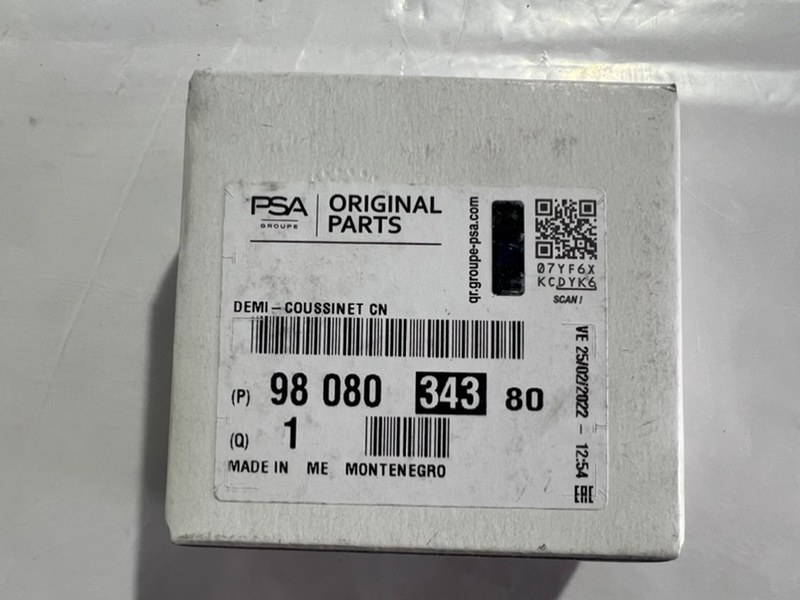 PSA
GROUPE
ORIGINAL
PARTS
qr.groupe-psa.com
07YF6X
KCDYK6
SCAN!
DEMI-COUSSINET CN
(P) 98 080 343 80
(Q) 1
MADE IN ME MONTENEGRO
VE 25/02/2022 - 12:54
EAC